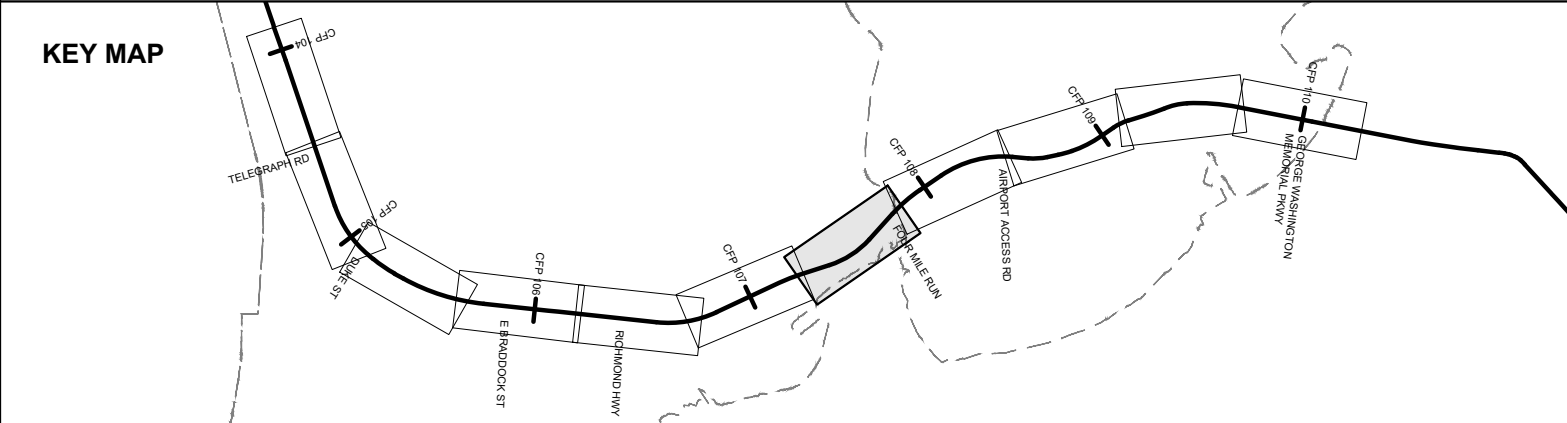 KEY MAP
CFP 104
TELEGRAPH RD
CFP 105
DUKE ST
CFP 106
E BRADDOCK ST
RICHMOND HWY
CFP 107
FOUR MILE RUN
CFP 108
AIRPORT ACCESS RD
CFP 109
CFP 110
GEORGE WASHINGTON
MEMORIAL PKWY